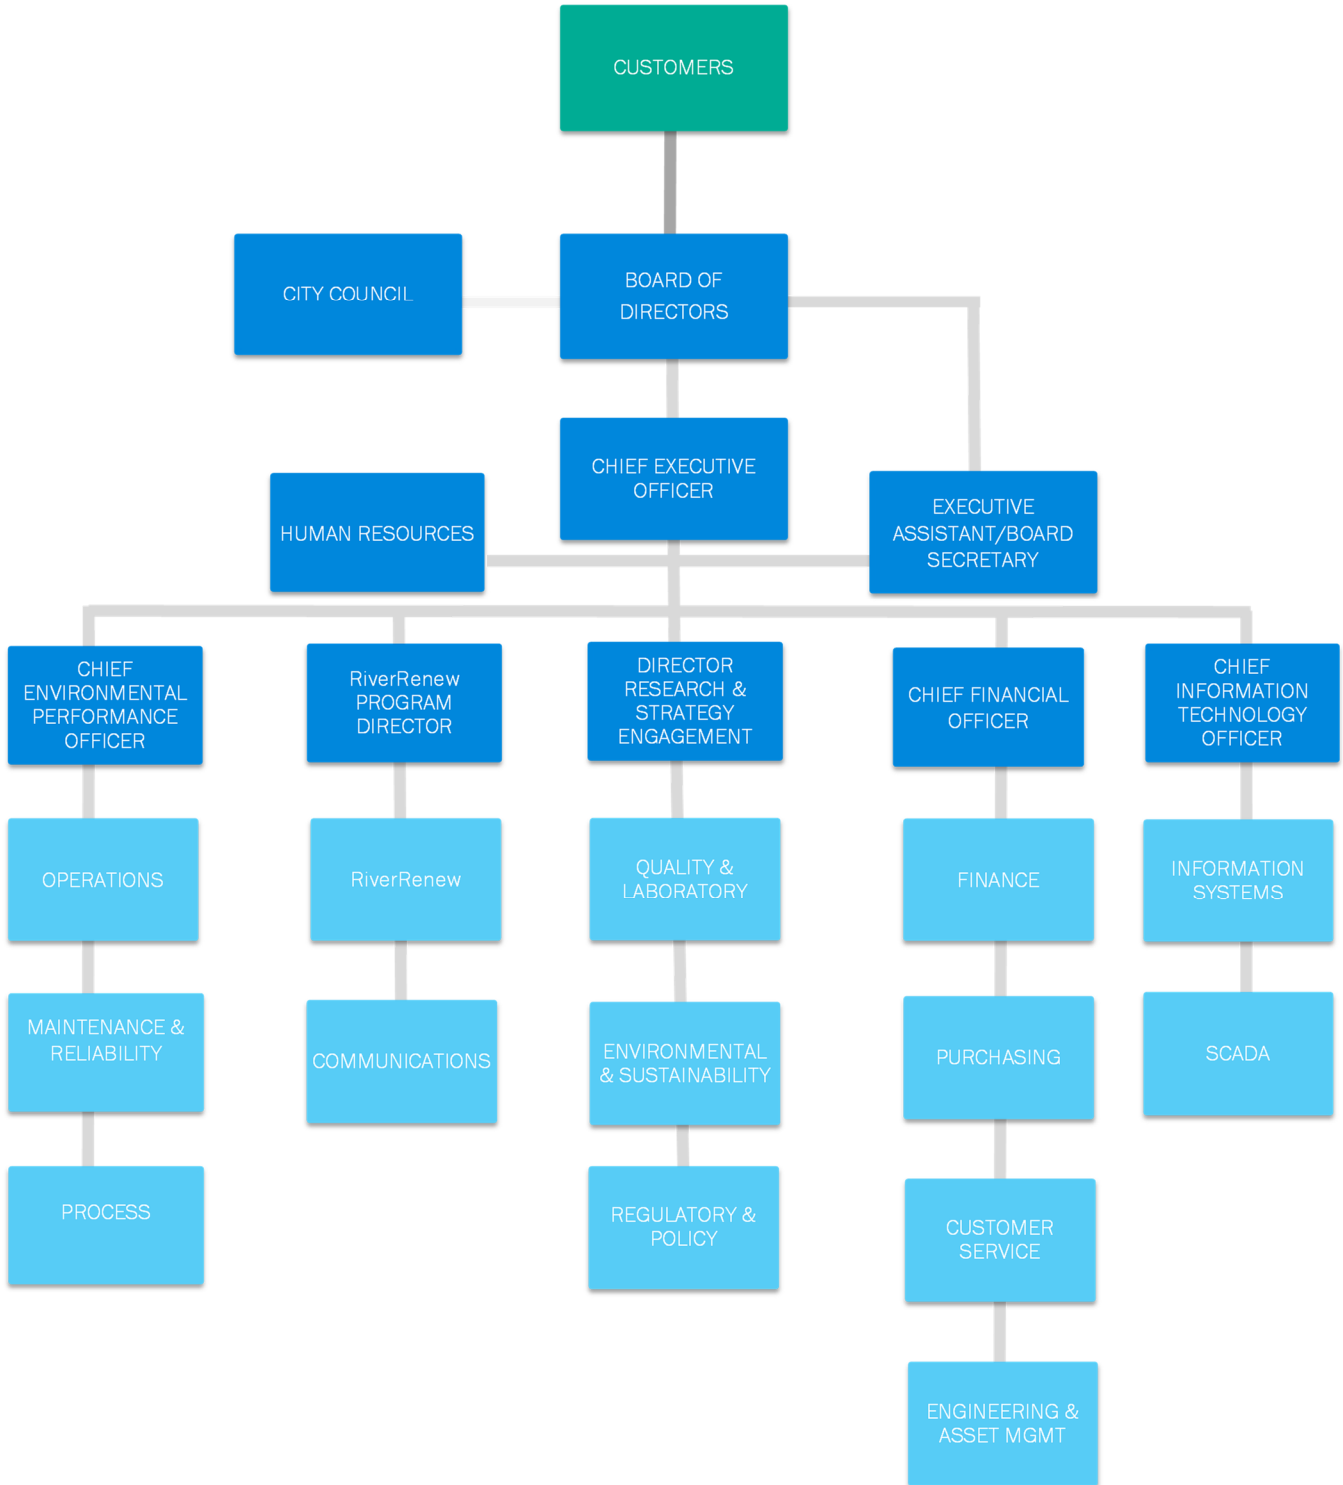 CUSTOMERS
CITY COUNCIL
BOARD OF
DIRECTORS
CHIEF EXECUTIVE
OFFICER
HUMAN RESOURCES
EXECUTIVE
ASSISTANT/BOARD
SECRETARY
CHIEF
ENVIRONMENTAL
PERFORMANCE
OFFICER
RiverRenew
PROGRAM
DIRECTOR
DIRECTOR
RESEARCH &
STRATEGY
ENGAGEMENT
CHIEF FINANCIAL
OFFICER
CHIEF
INFORMATION
TECHNOLOGY
OFFICER
OPERATIONS
RiverRenew
QUALITY &
LABORATORY
FINANCE
INFORMATION
SYSTEMS
MAINTENANCE &
RELIABILITY
COMMUNICATIONS
ENVIRONMENTAL
& SUSTAINABILITY
PURCHASING
SCADA
PROCESS
REGULATORY &
POLICY
CUSTOMER
SERVICE
ENGINEERING &
ASSET MGMT